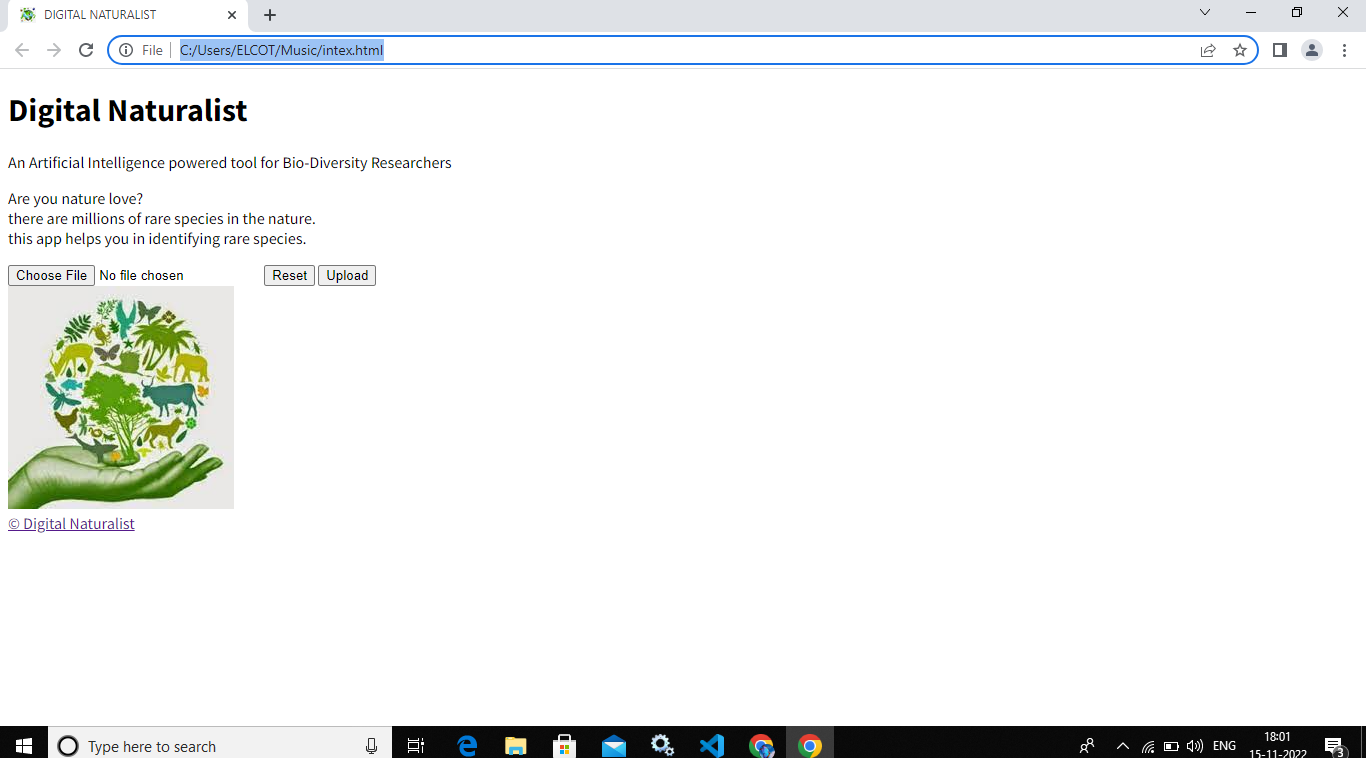 DIGITAL NATURALIST
File
C:/Users/ELCOT/Music/intex.html
Digital Naturalist
An Artificial Intelligence powered tool for Bio-Diversity Researchers
Are you nature love?
there are millions of rare species in the nature.
this app helps you in identifying rare species.
Choose File No file chosen Reset Upload
© Digital Naturalist
Type here to search
ENG
18:01
15-11-2022
3